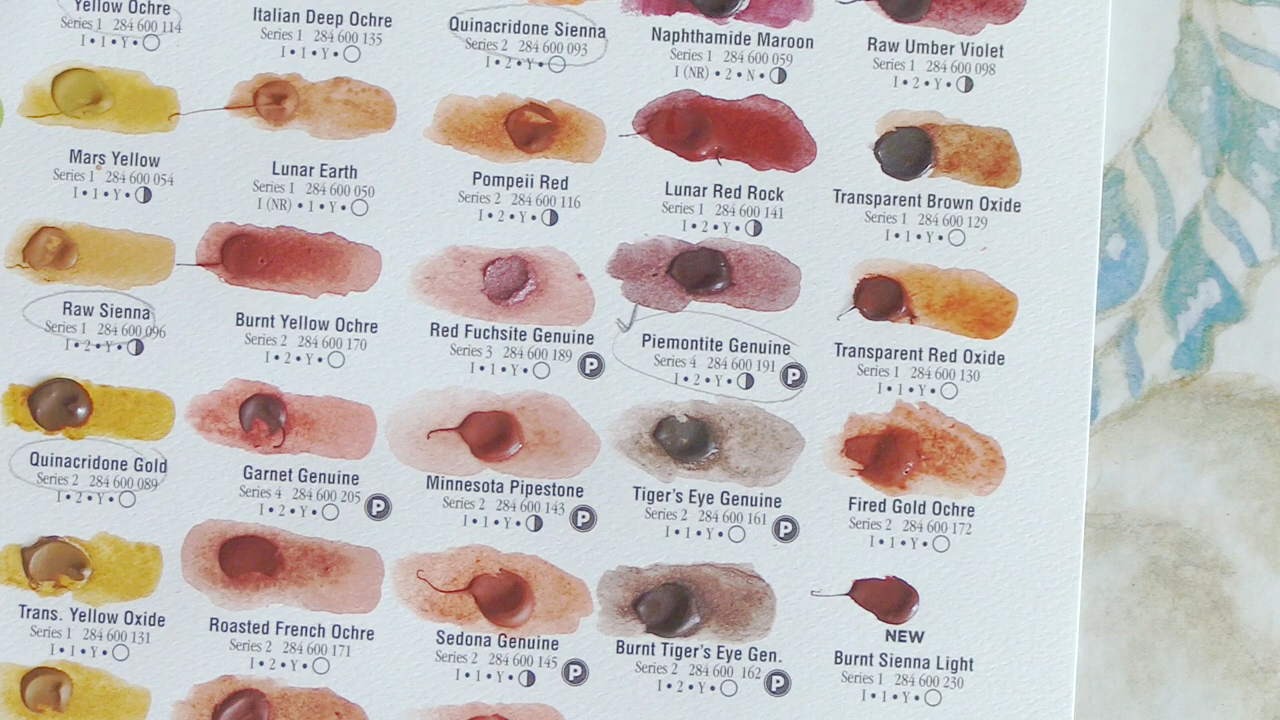 Yellow Ochre
Series 1 284 600 114
I • 1 • Y •
Italian Deep Ochre
Series 1 284 600 135
I • 1 • Y •
Quinacridone Sienna
Series 2 284 600 093
I • 2 • Y •
Naphthamide Maroon
Series 1 284 600 059
I (NR) • 2 • N •
Raw Umber Violet
Series 1 284 600 098
I • 2 • Y •
Mars Yellow
Series 1 284 600 054
I • 1 • Y •
Lunar Earth
Series 1 284 600 050
I (NR) • 1 • Y •
Pompeii Red
Series 2 284 600 116
I • 2 • Y •
Lunar Red Rock
Series 1 284 600 141
I • 2 • Y •
Transparent Brown Oxide
Series 1 284 600 129
I • 1 • Y •
Raw Sienna
Series 1 284 600 096
I • 2 • Y •
Burnt Yellow Ochre
Series 2 284 600 170
I • 2 • Y •
Red Fuchsite Genuine
Series 3 284 600 189
I • 1 • Y • P
Piemontite Genuine
Series 4 284 600 191
I • 2 • Y • P
Transparent Red Oxide
Series 1 284 600 130
I • 1 • Y •
Quinacridone Gold
Series 2 284 600 089
I • 2 • Y •
Garnet Genuine
Series 4 284 600 205
I • 2 • Y • P
Minnesota Pipestone
Series 2 284 600 143
I • 1 • Y • P
Tiger's Eye Genuine
Series 2 284 600 161
I • 1 • Y • P
Fired Gold Ochre
Series 2 284 600 172
I • 1 • Y •
Trans. Yellow Oxide
Series 1 284 600 131
I • 1 • Y •
Roasted French Ochre
Series 2 284 600 171
I • 2 • Y •
Sedona Genuine
Series 2 284 600 145
I • 1 • Y • P
Burnt Tiger's Eye Gen.
Series 2 284 600 162
I • 2 • Y • P
NEW
Burnt Sienna Light
Series 1 284 600 230
I • 1 • Y •